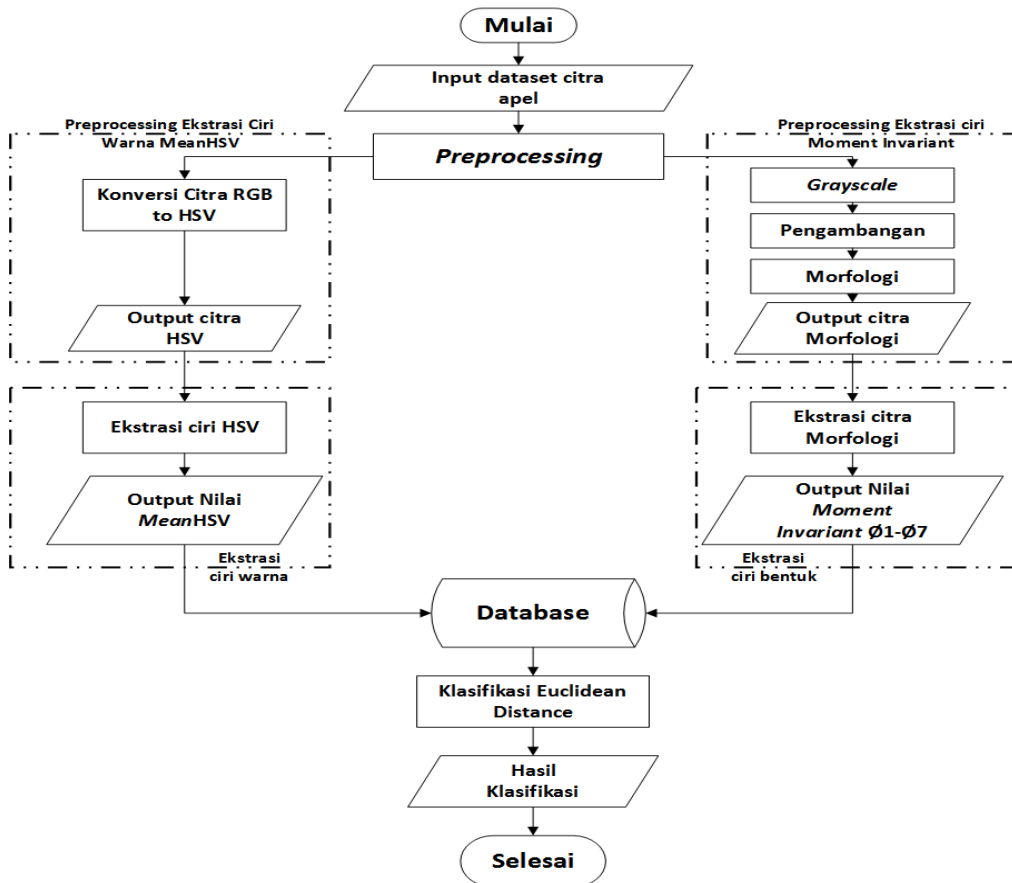 Mulai
Input dataset citra
apel
Preprocessing
Preprocessing Ekstrasi Ciri
Warna MeanHSV
Konversi Citra RGB
to HSV
Output citra
HSV
Ekstrasi ciri HSV
Output Nilai
MeanHSV
Ekstrasi
ciri warna
Preprocessing Ekstrasi ciri
Moment Invariant
Grayscale
Pengambangan
Morfologi
Output citra
Morfologi
Ekstrasi citra
Morfologi
Output Nilai
Moment
Invariant Ø1-Ø7
Ekstrasi
ciri bentuk
Database
Klasifikasi Euclidean
Distance
Hasil
Klasifikasi
Selesai